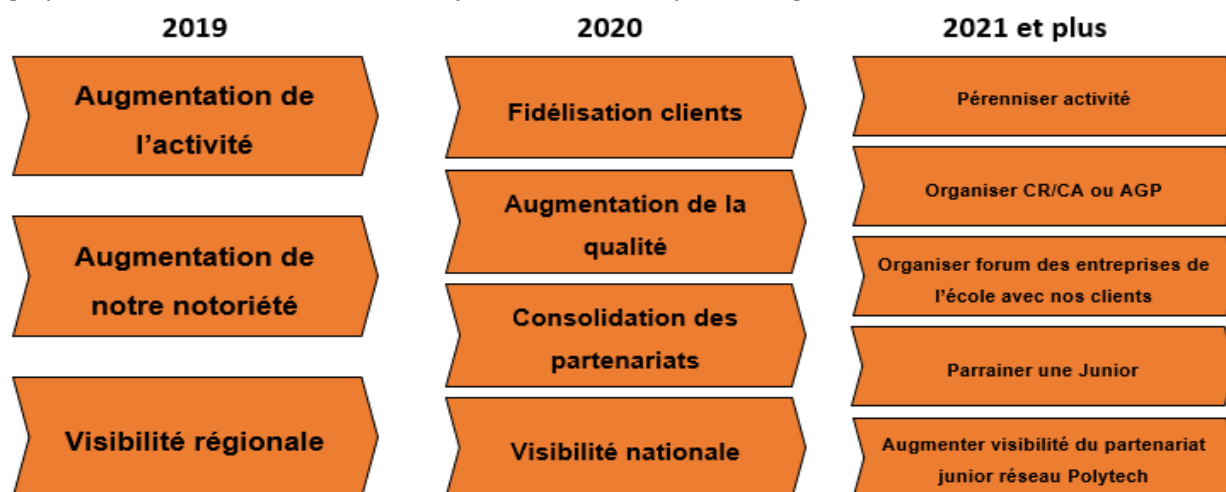 2019
Augmentation de
l'activité
Augmentation de
notre notoriété
Visibilité régionale
2020
Fidélisation clients
Augmentation de la
qualité
Consolidation des
partenariats
Visibilité nationale
2021 et plus
Pérenniser activité
Organiser CR/CA ou AGP
Organiser forum des entreprises de
l'école avec nos clients
Parrainer une Junior
Augmenter visibilité du partenariat
junior réseau Polytech